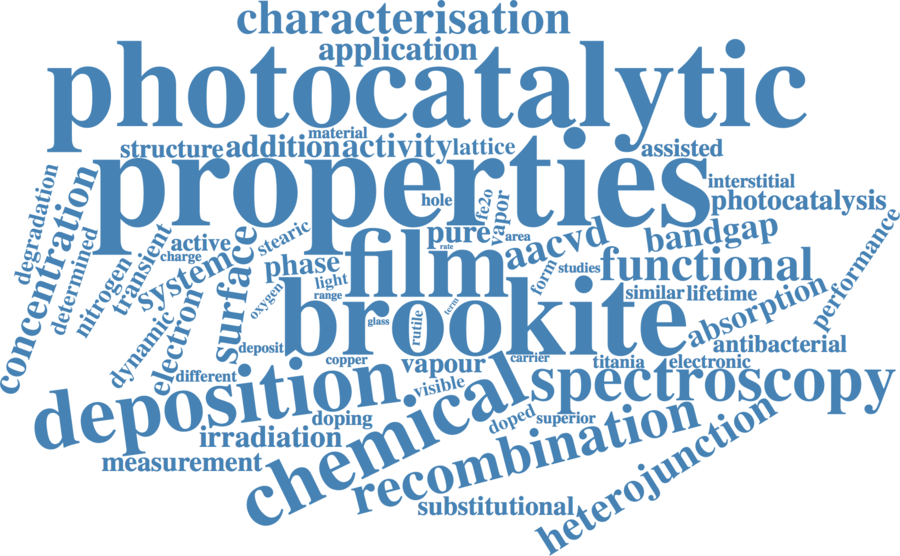 characterisation
application
photocatalytic
material
structure
addition
activity
lattice
assisted
properties
interstitial
photocatalysis
degradation
concentration
determined
nitrogen
transient
active
charge
systemce
surface
stearic
hole
fe2o
vapor
pure
area
rate
aacvd
bandgap
performance
phase
oxygen
light
range
film
form
studies
functional
similar
lifetime
absorption
dynamic
electron
brookite
glass
rutile
term
antibacterial
deposit
copper
vapour
carrier
titania
electronic
different
deposition
visible
chemical
spectroscopy
doping
doped
superior
irradiation
measurement
recombination
substitutional
heterojunction